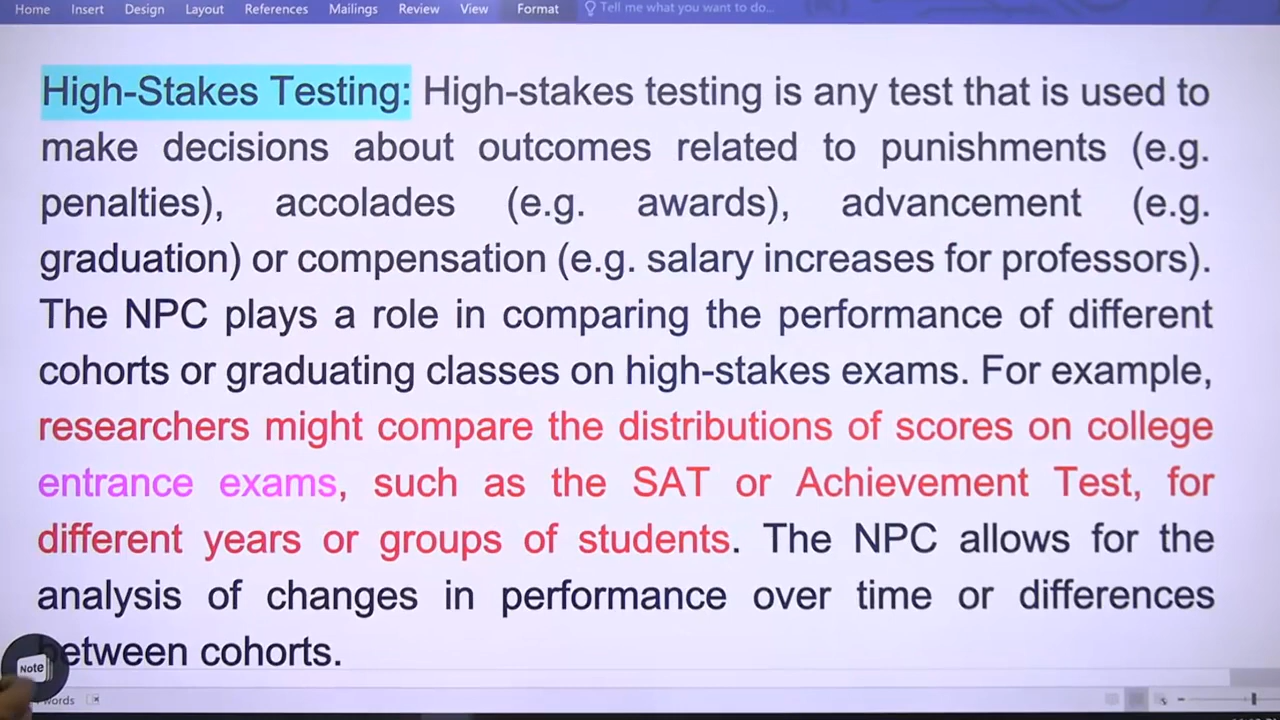 Home Insert Design Layout References Mailings Review View Format Tell me what you want to do...
High-Stakes Testing: High-stakes testing is any test that is used to
make decisions about outcomes related to punishments (e.g.
penalties), accolades (e.g. awards), advancement (e.g.
graduation) or compensation (e.g. salary increases for professors).
The NPC plays a role in comparing the performance of different
cohorts or graduating classes on high-stakes exams. For example,
researchers might compare the distributions of scores on college
entrance exams, such as the SAT or Achievement Test, for
different years or groups of students. The NPC allows for the
analysis of changes in performance over time or differences
between cohorts.
Note
words